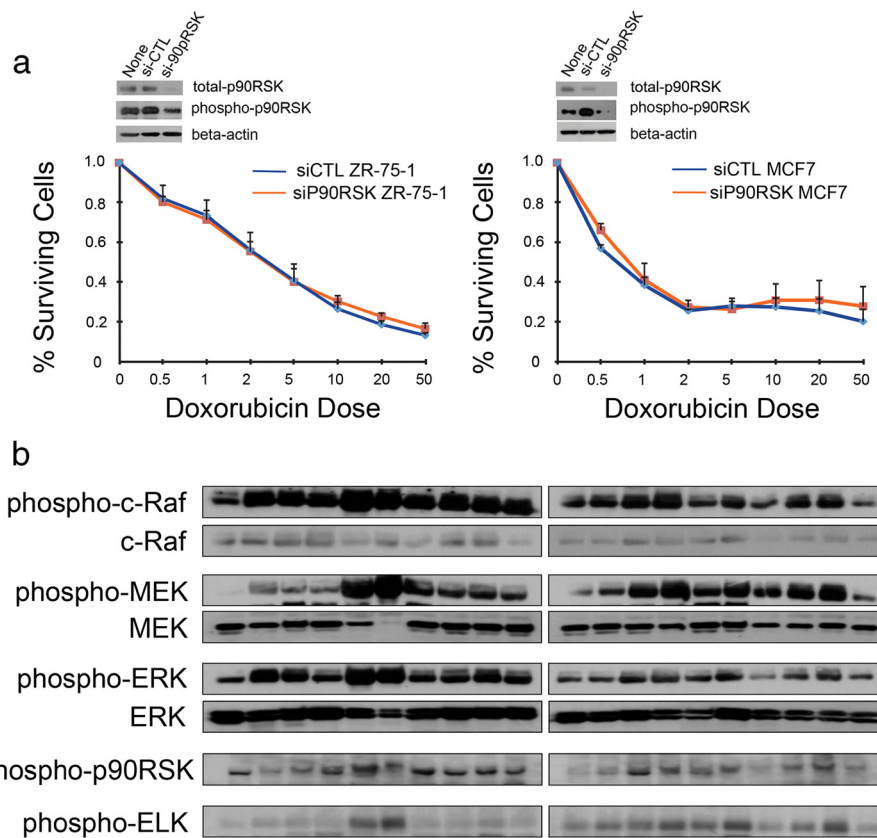 a
None si-CTL si-90pRSK
total-p90RSK
phospho-p90RSK
beta-actin
None si-CTL si-90pRSK
total-p90RSK
phospho-p90RSK
beta-actin
% Surviving Cells
1.0
0.8
0.6
0.4
0.2
0
siCTL ZR-75-1
siP90RSK ZR-75-1
0 0.5 1 2 5 10 20 50
Doxorubicin Dose
% Surviving Cells
1.0
0.8
0.6
0.4
0.2
0
siCTL MCF7
siP90RSK MCF7
0 0.5 1 2 5 10 20 50
Doxorubicin Dose
b
phospho-c-Raf
c-Raf
phospho-MEK
MEK
phospho-ERK
ERK
hospho-p90RSK
phospho-ELK